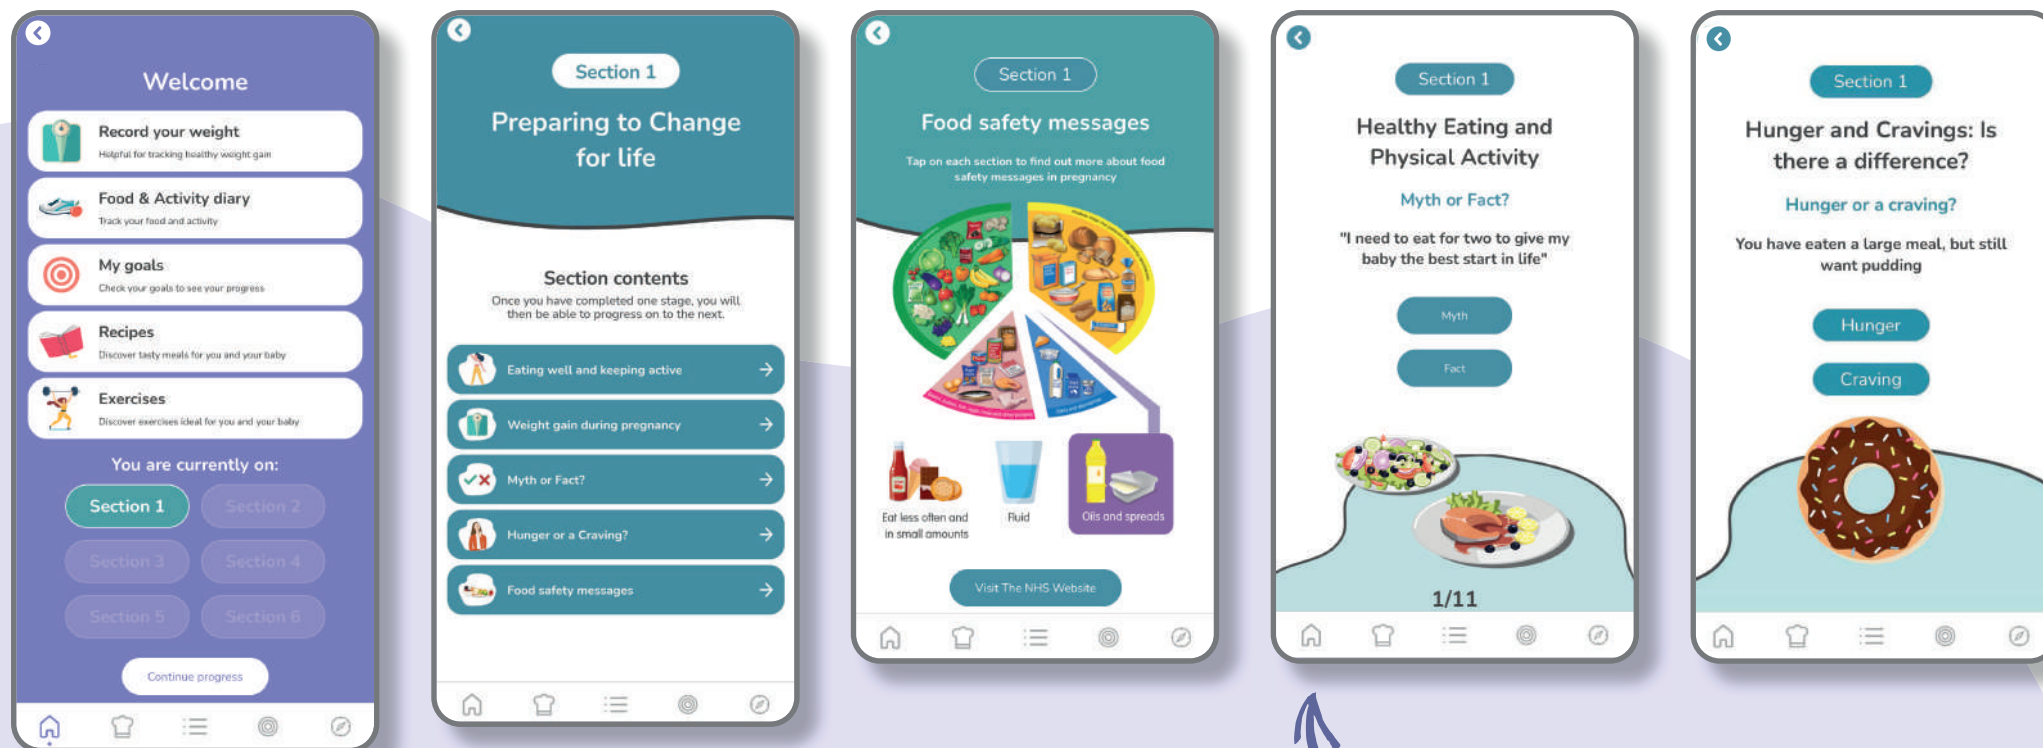 Welcome
Record your weight
Helpful for tracking healthy weight gain
Food & Activity diary
Track your food and activity
My goals
Check your goals to see your progress
Recipes
Discover tasty meals for you and your baby
Exercises
Discover exercises ideal for you and your baby
You are currently on:
Section 1
Section 2
Section 3
Section 4
Section 5
Section 6
Continue progress
Section 1
Preparing to Change
for life
Section contents
Once you have completed one stage, you will
then be able to progress on to the next.
Eating well and keeping active
Weight gain during pregnancy
Myth or Fact?
Hunger or a Craving?
Food safety messages
Section 1
Food safety messages
Tap on each section to find out more about food
safety messages in pregnancy
Eat less often and
in small amounts
Fluid
Oils and spreads
Visit The NHS Website
Section 1
Healthy Eating and
Physical Activity
Myth or Fact?
"I need to eat for two to give my
baby the best start in life"
Myth
Fact
1/11
Section 1
Hunger and Cravings: Is
there a difference?
Hunger or a craving?
You have eaten a large meal, but still
want pudding
Hunger
Craving